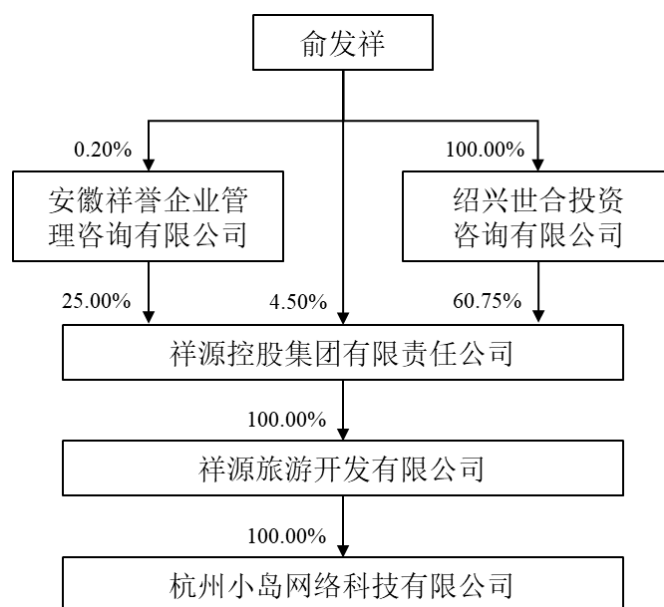 俞发祥
0.20%
100.00%
安徽祥誉企业管
理咨询有限公司
绍兴世合投资
咨询有限公司
25.00%
4.50%
60.75%
祥源控股集团有限责任公司
100.00%
祥源旅游开发有限公司
100.00%
杭州小岛网络科技有限公司